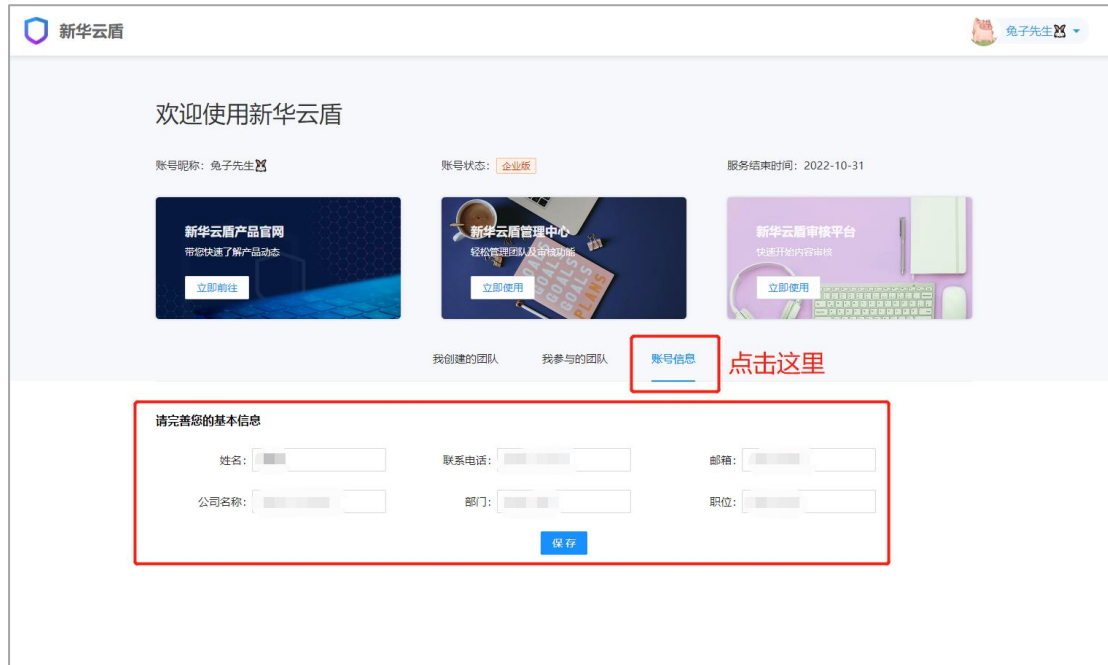 新华云盾
兔子先生
欢迎使用新华云盾
账号昵称：兔子先生
账号状态：企业版
服务结束时间：2022-10-31
新华云盾产品官网
带您快速了解产品动态
立即前往
新华云盾管理中心
轻松管理团队及审核功能
立即使用
GOALS
GOALS
GOALS
GOALS
PLANS
新华云盾审核平台
快速开始内容审核
立即使用
我创建的团队
我参与的团队
账号信息
点击这里
请完善您的基本信息
姓名：
联系电话：
邮箱：
公司名称：
部门：
职位：
保存